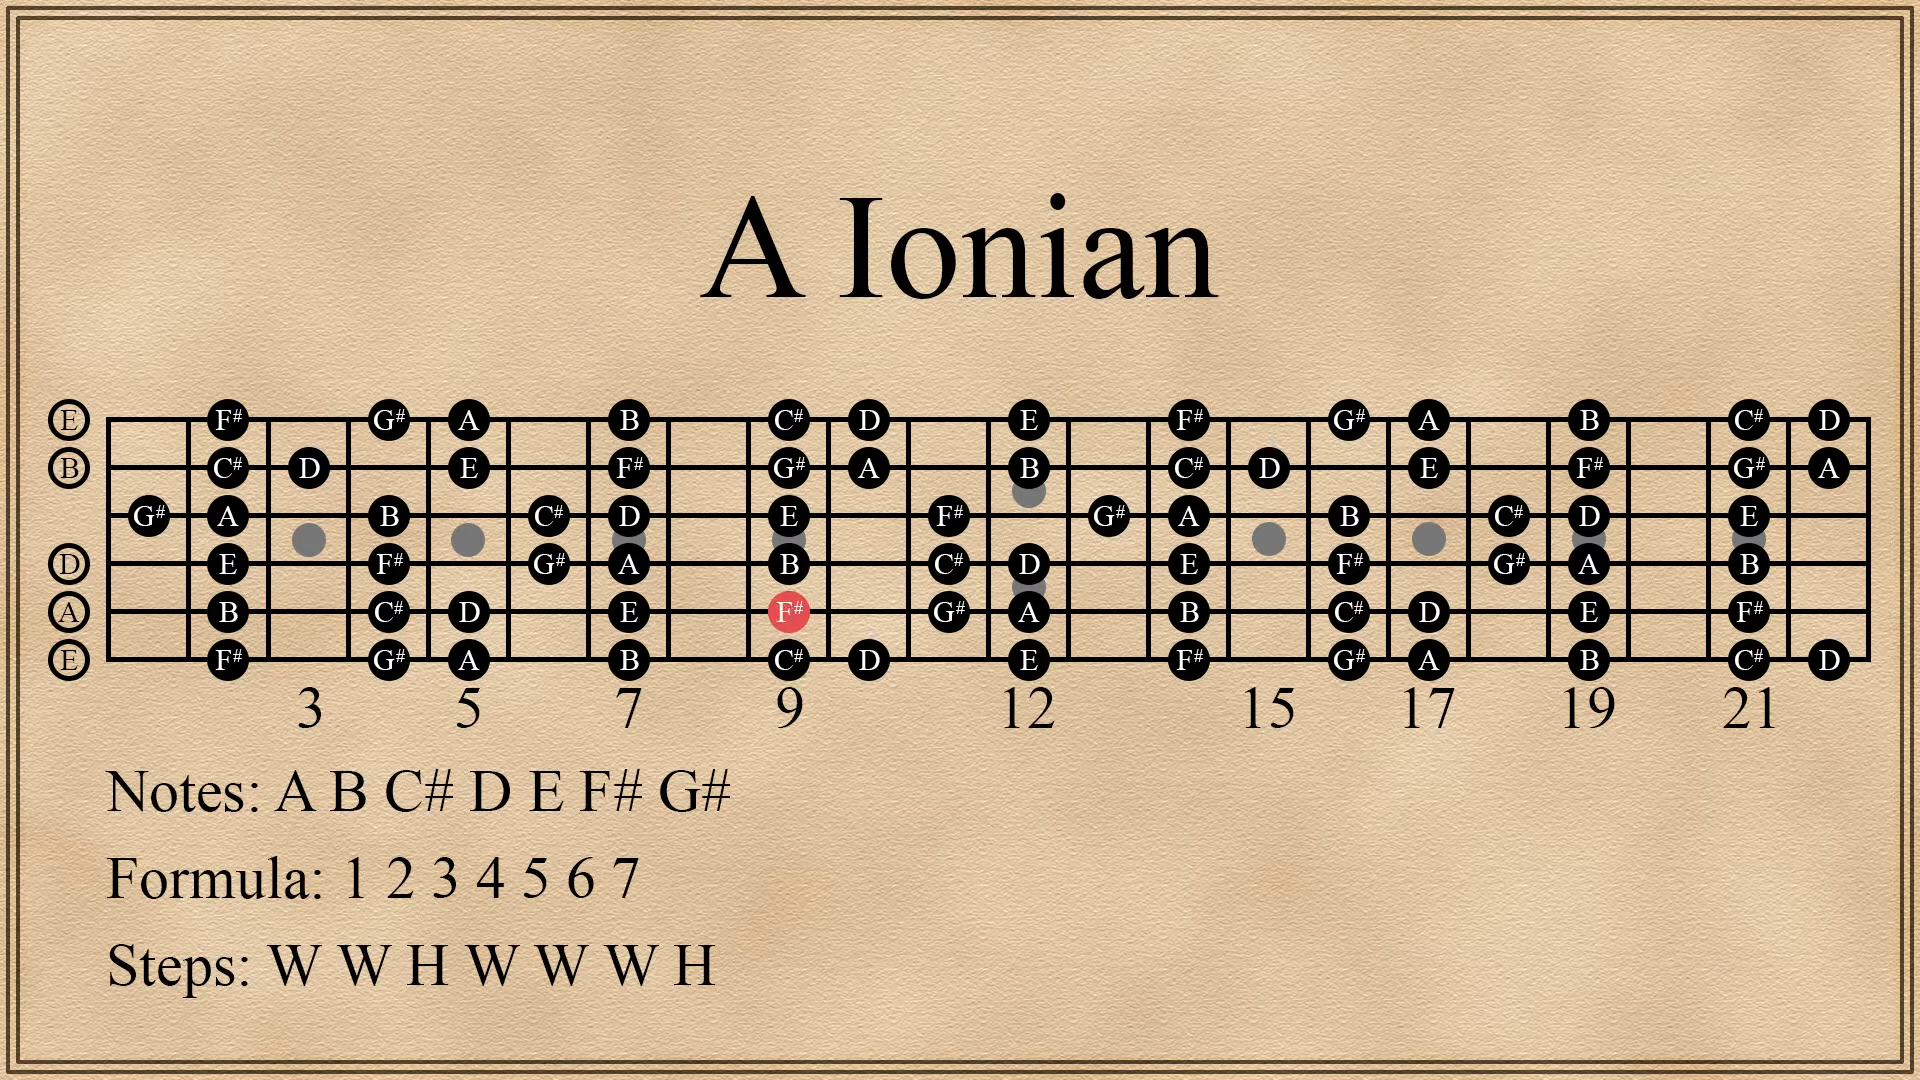 A Ionian
E F# G# A B C# D E F# G# A B C# D
B C# D E F# G# A B C# D E F# G# A
G# A B C# D E F# G# A B C# D E
D E F# G# A B C# D E F# G# A B
A B C# D E F# G# A B C# D E F#
E F# G# A B C# D E F# G# A B C# D
3 5 7 9 12 15 17 19 21
Notes: A B C# D E F# G#
Formula: 1 2 3 4 5 6 7
Steps: W W H W W W H